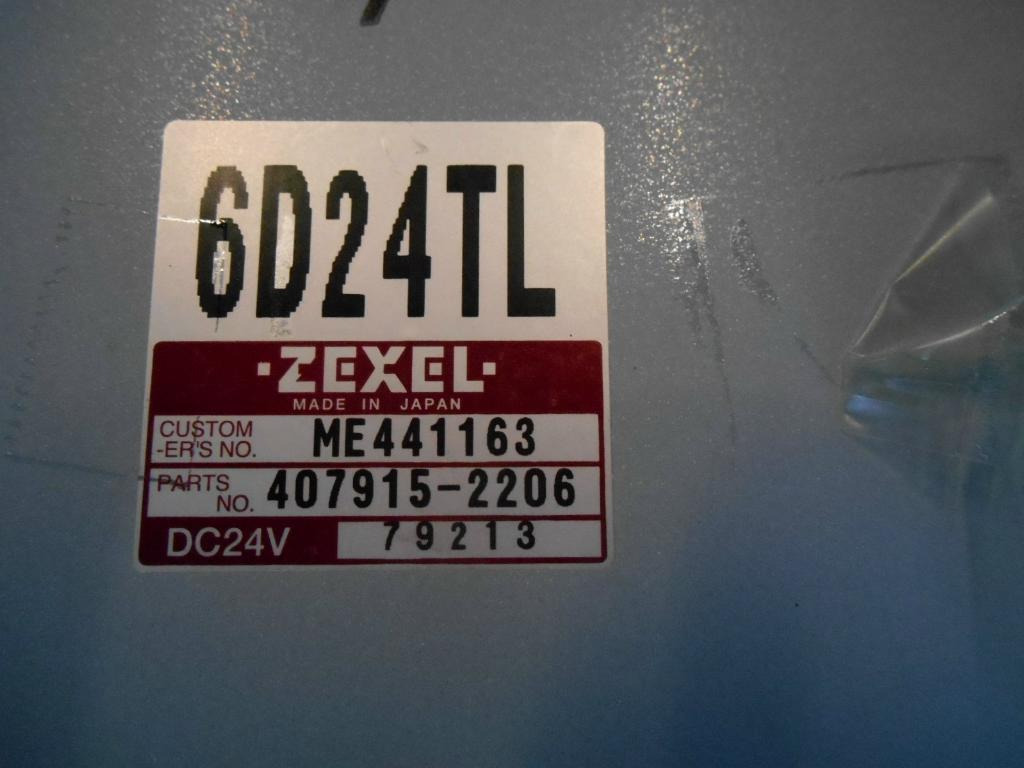 6D24TL
·ZEXEL·
MADE IN JAPAN
CUSTOM
-ER'S NO. ME441163
PARTS
NO. 407915-2206
DC24V 79213